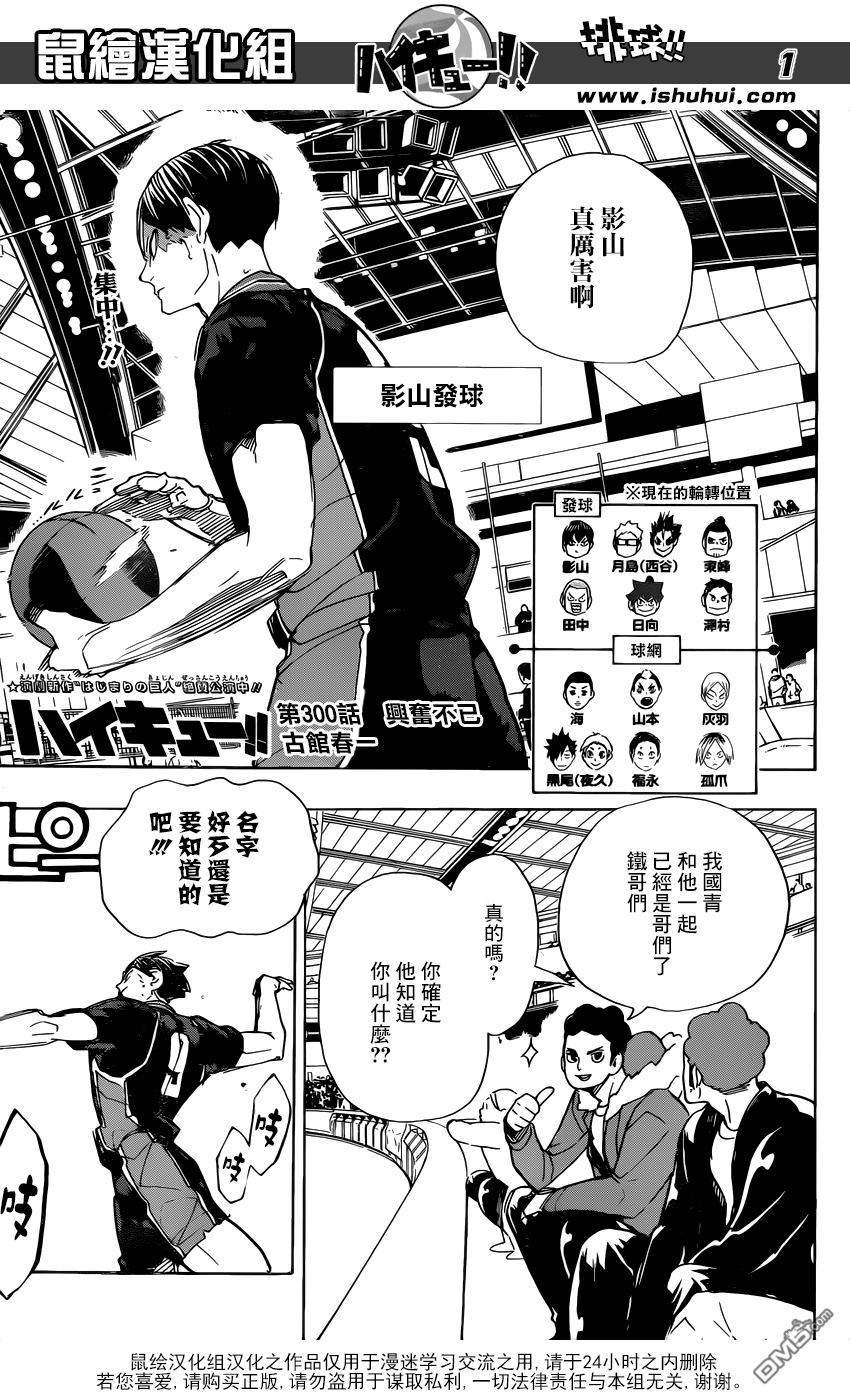 鼠繪漢化組
ハイキュー!!
排球!!
1
www.ishuhui.com
影山
真厲害啊
集中…!!
影山發球
※現在的輪轉位置
發球
影山 月島(西谷) 東峰
田中 日向 澤村
球網
海 山本 灰羽
黑尾(夜久) 福永 孤爪
ハイキュー!!
第300話 興奮不已
古館春一
我國青
和他一起
已經是哥們了
鐵哥們
真的嗎?
你確定
他知道
你叫什麼??
名字
好歹還是
要知道的
吧!!!
吱
吱
吱
鼠绘汉化组汉化之作品仅用于漫迷学习交流之用, 请于24小时之内删除
若您喜爱, 请购买正版, 请勿盗用于谋取私利, 一切法律责任与本组无关, 谢谢。
DM5.com